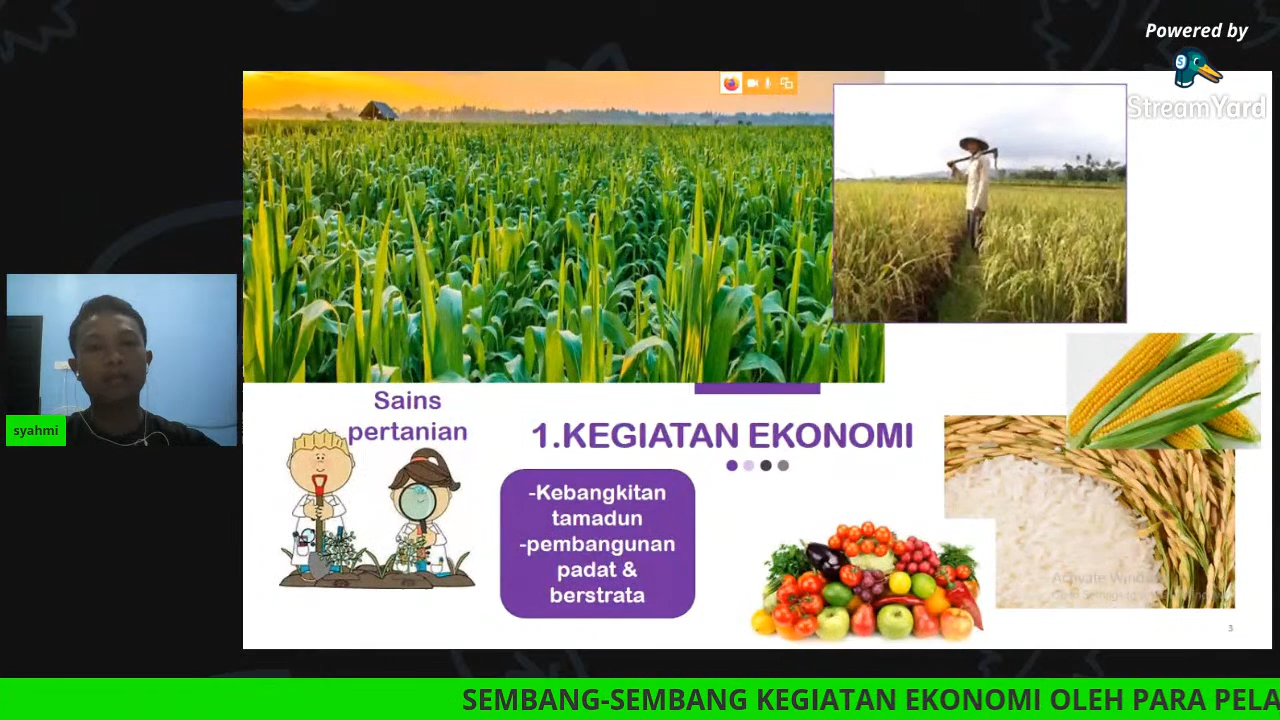 Powered by
StreamYard
Sains
pertanian
1.KEGIATAN EKONOMI
-Kebangkitan
tamadun
-pembangunan
padat &
berstrata
syahmi
3
SEMBANG-SEMBANG KEGIATAN EKONOMI OLEH PARA PELA